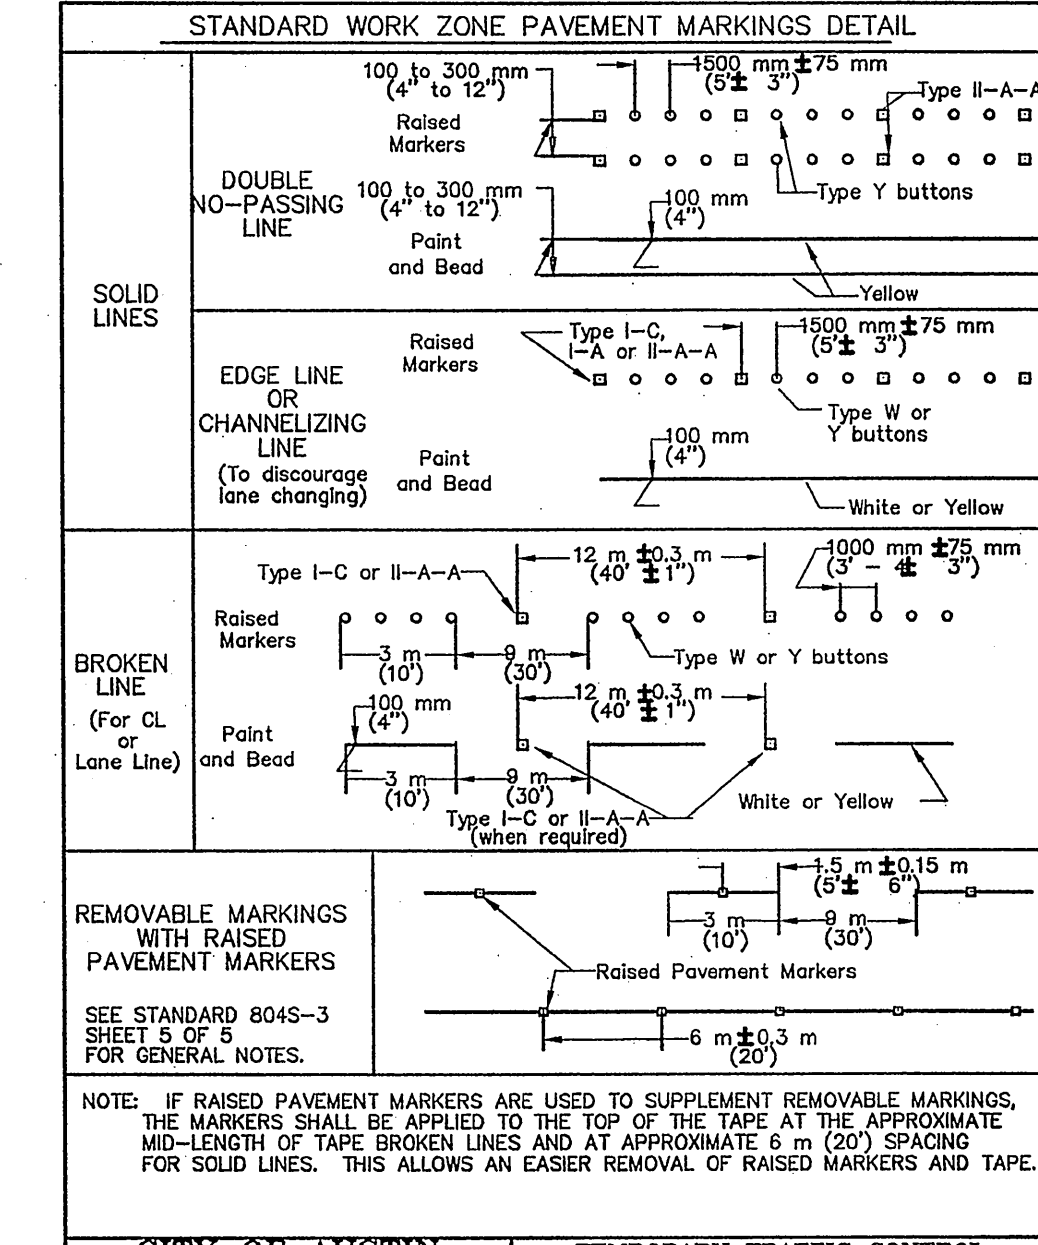 STANDARD WORK ZONE PAVEMENT MARKINGS DETAIL
SOLID
LINES
DOUBLE
NO-PASSING
LINE
100 to 300 mm
(4" to 12")
Raised
Markers
1500 mm ±75 mm
(5'± 3")
Type II-A-A
Type Y buttons
100 to 300 mm
(4" to 12")
Paint
and Bead
100 mm
(4")
Yellow
EDGE LINE
OR
CHANNELIZING
LINE
(To discourage
lane changing)
Raised
Markers
Type I-C,
I-A or II-A-A
1500 mm ±75 mm
(5'± 3")
Type W or
Y buttons
Paint
and Bead
100 mm
(4")
White or Yellow
BROKEN
LINE
(For CL
or
Lane Line)
Type I-C or II-A-A
12 m ±0.3 m
(40' ± 1")
1000 mm ±75 mm
(3' - 4± 3")
Raised
Markers
3 m
(10')
9 m
(30')
Type W or Y buttons
12 m ±0.3 m
(40' ± 1")
100 mm
(4")
Paint
and Bead
3 m
(10')
9 m
(30')
White or Yellow
Type I-C or II-A-A
(when required)
REMOVABLE MARKINGS
WITH RAISED
PAVEMENT MARKERS
SEE STANDARD 804S-3
SHEET 5 OF 5
FOR GENERAL NOTES.
1.5 m ±0.15 m
(5'± 6")
3 m
(10')
9 m
(30')
Raised Pavement Markers
6 m ±0.3 m
(20')
NOTE: IF RAISED PAVEMENT MARKERS ARE USED TO SUPPLEMENT REMOVABLE MARKINGS,
THE MARKERS SHALL BE APPLIED TO THE TOP OF THE TAPE AT THE APPROXIMATE
MID-LENGTH OF TAPE BROKEN LINES AND AT APPROXIMATE 6 m (20') SPACING
FOR SOLID LINES. THIS ALLOWS AN EASIER REMOVAL OF RAISED MARKERS AND TAPE.
CITY OF AUSTIN
TEMPORARY TRAFFIC CONTROL